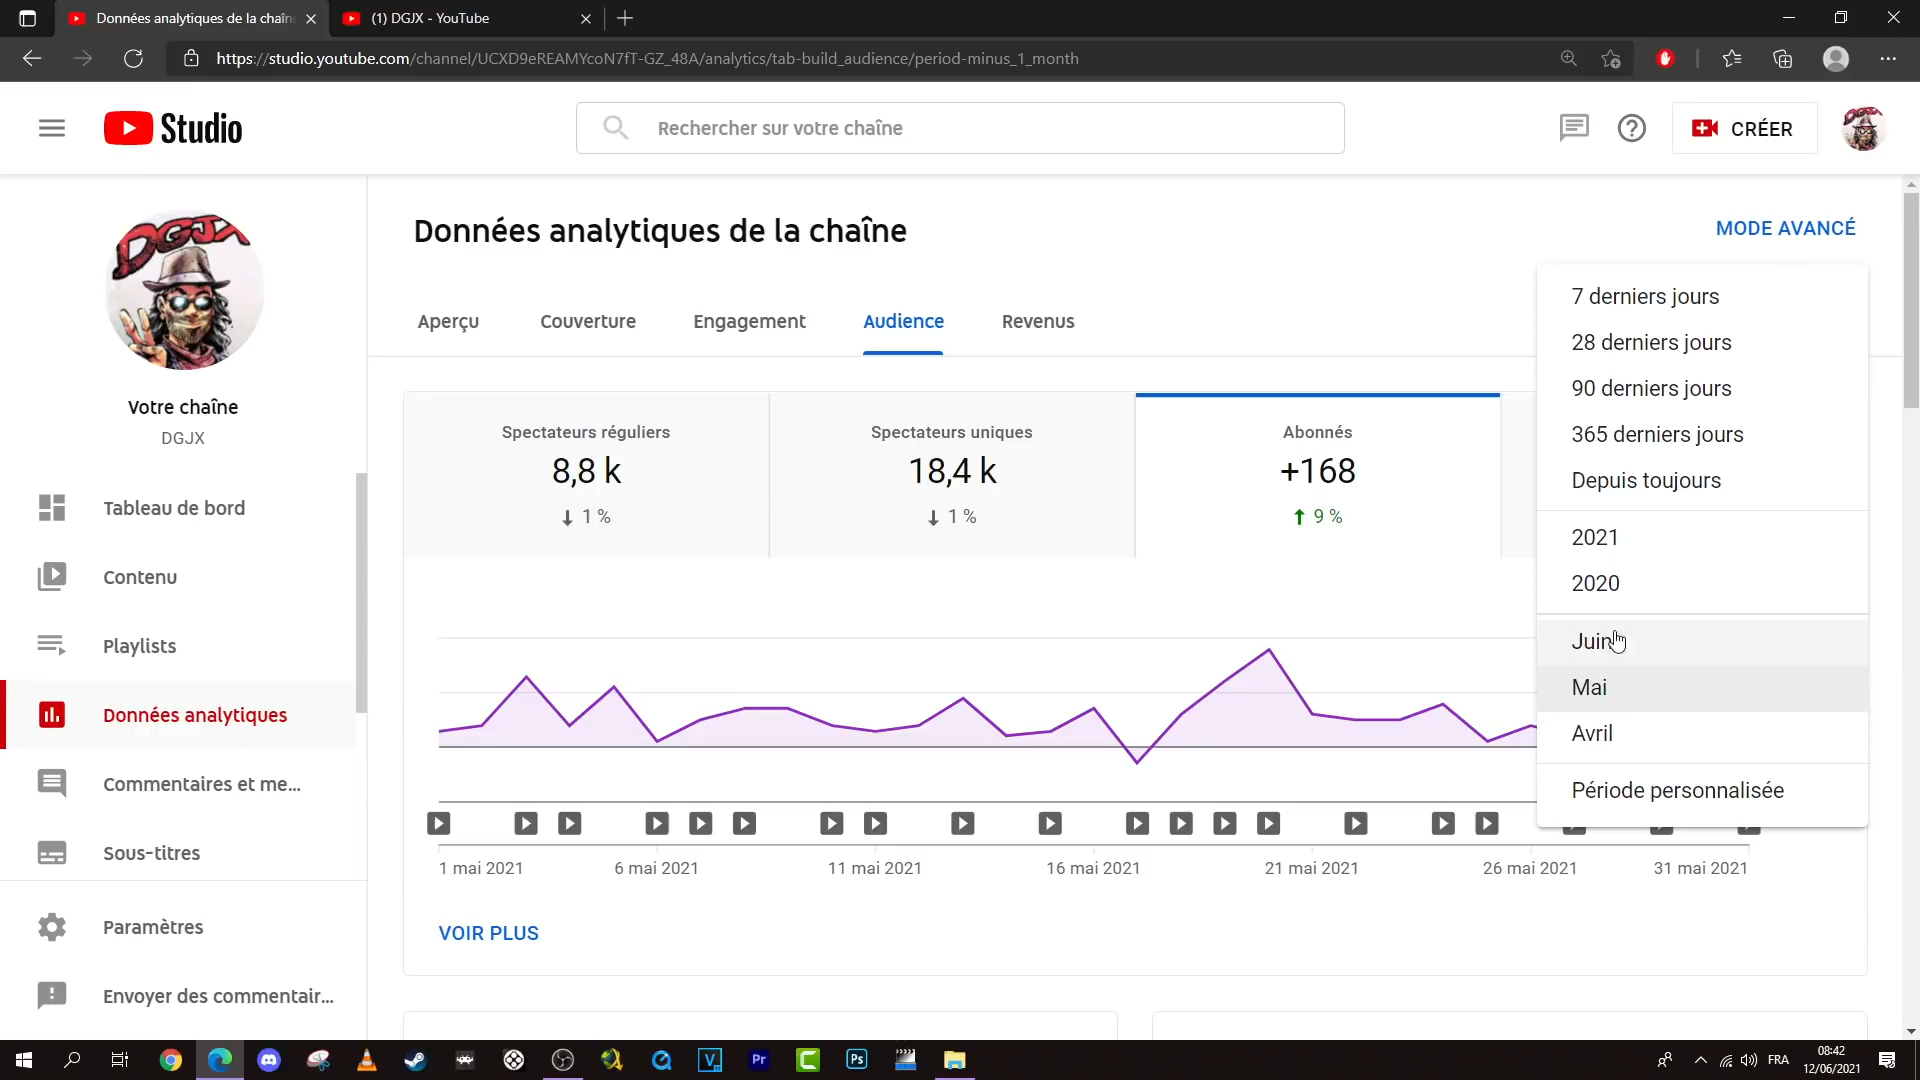 Données analytiques de la chaîn
(1) DGJX - YouTube
https://studio.youtube.com/channel/UCXD9eREAMYcoN7fT-GZ_48A/analytics/tab-build_audience/period-minus_1_month
Studio
Rechercher sur votre chaîne
CRÉER
DGJX
DGJX
Votre chaîne
DGJX
Tableau de bord
Contenu
Playlists
Données analytiques
Commentaires et me...
Sous-titres
Paramètres
Envoyer des commentair...
Données analytiques de la chaîne
MODE AVANCÉ
Aperçu
Couverture
Engagement
Audience
Revenus
Spectateurs réguliers
8,8 k
1 %
Spectateurs uniques
18,4 k
1 %
Abonnés
+168
9 %
7 derniers jours
28 derniers jours
90 derniers jours
365 derniers jours
Depuis toujours
2021
2020
Juin
Mai
Avril
Période personnalisée
1 mai 2021
6 mai 2021
11 mai 2021
16 mai 2021
21 mai 2021
26 mai 2021
31 mai 2021
VOIR PLUS
V
Pr
C
Ps
FRA
08:42
12/06/2021